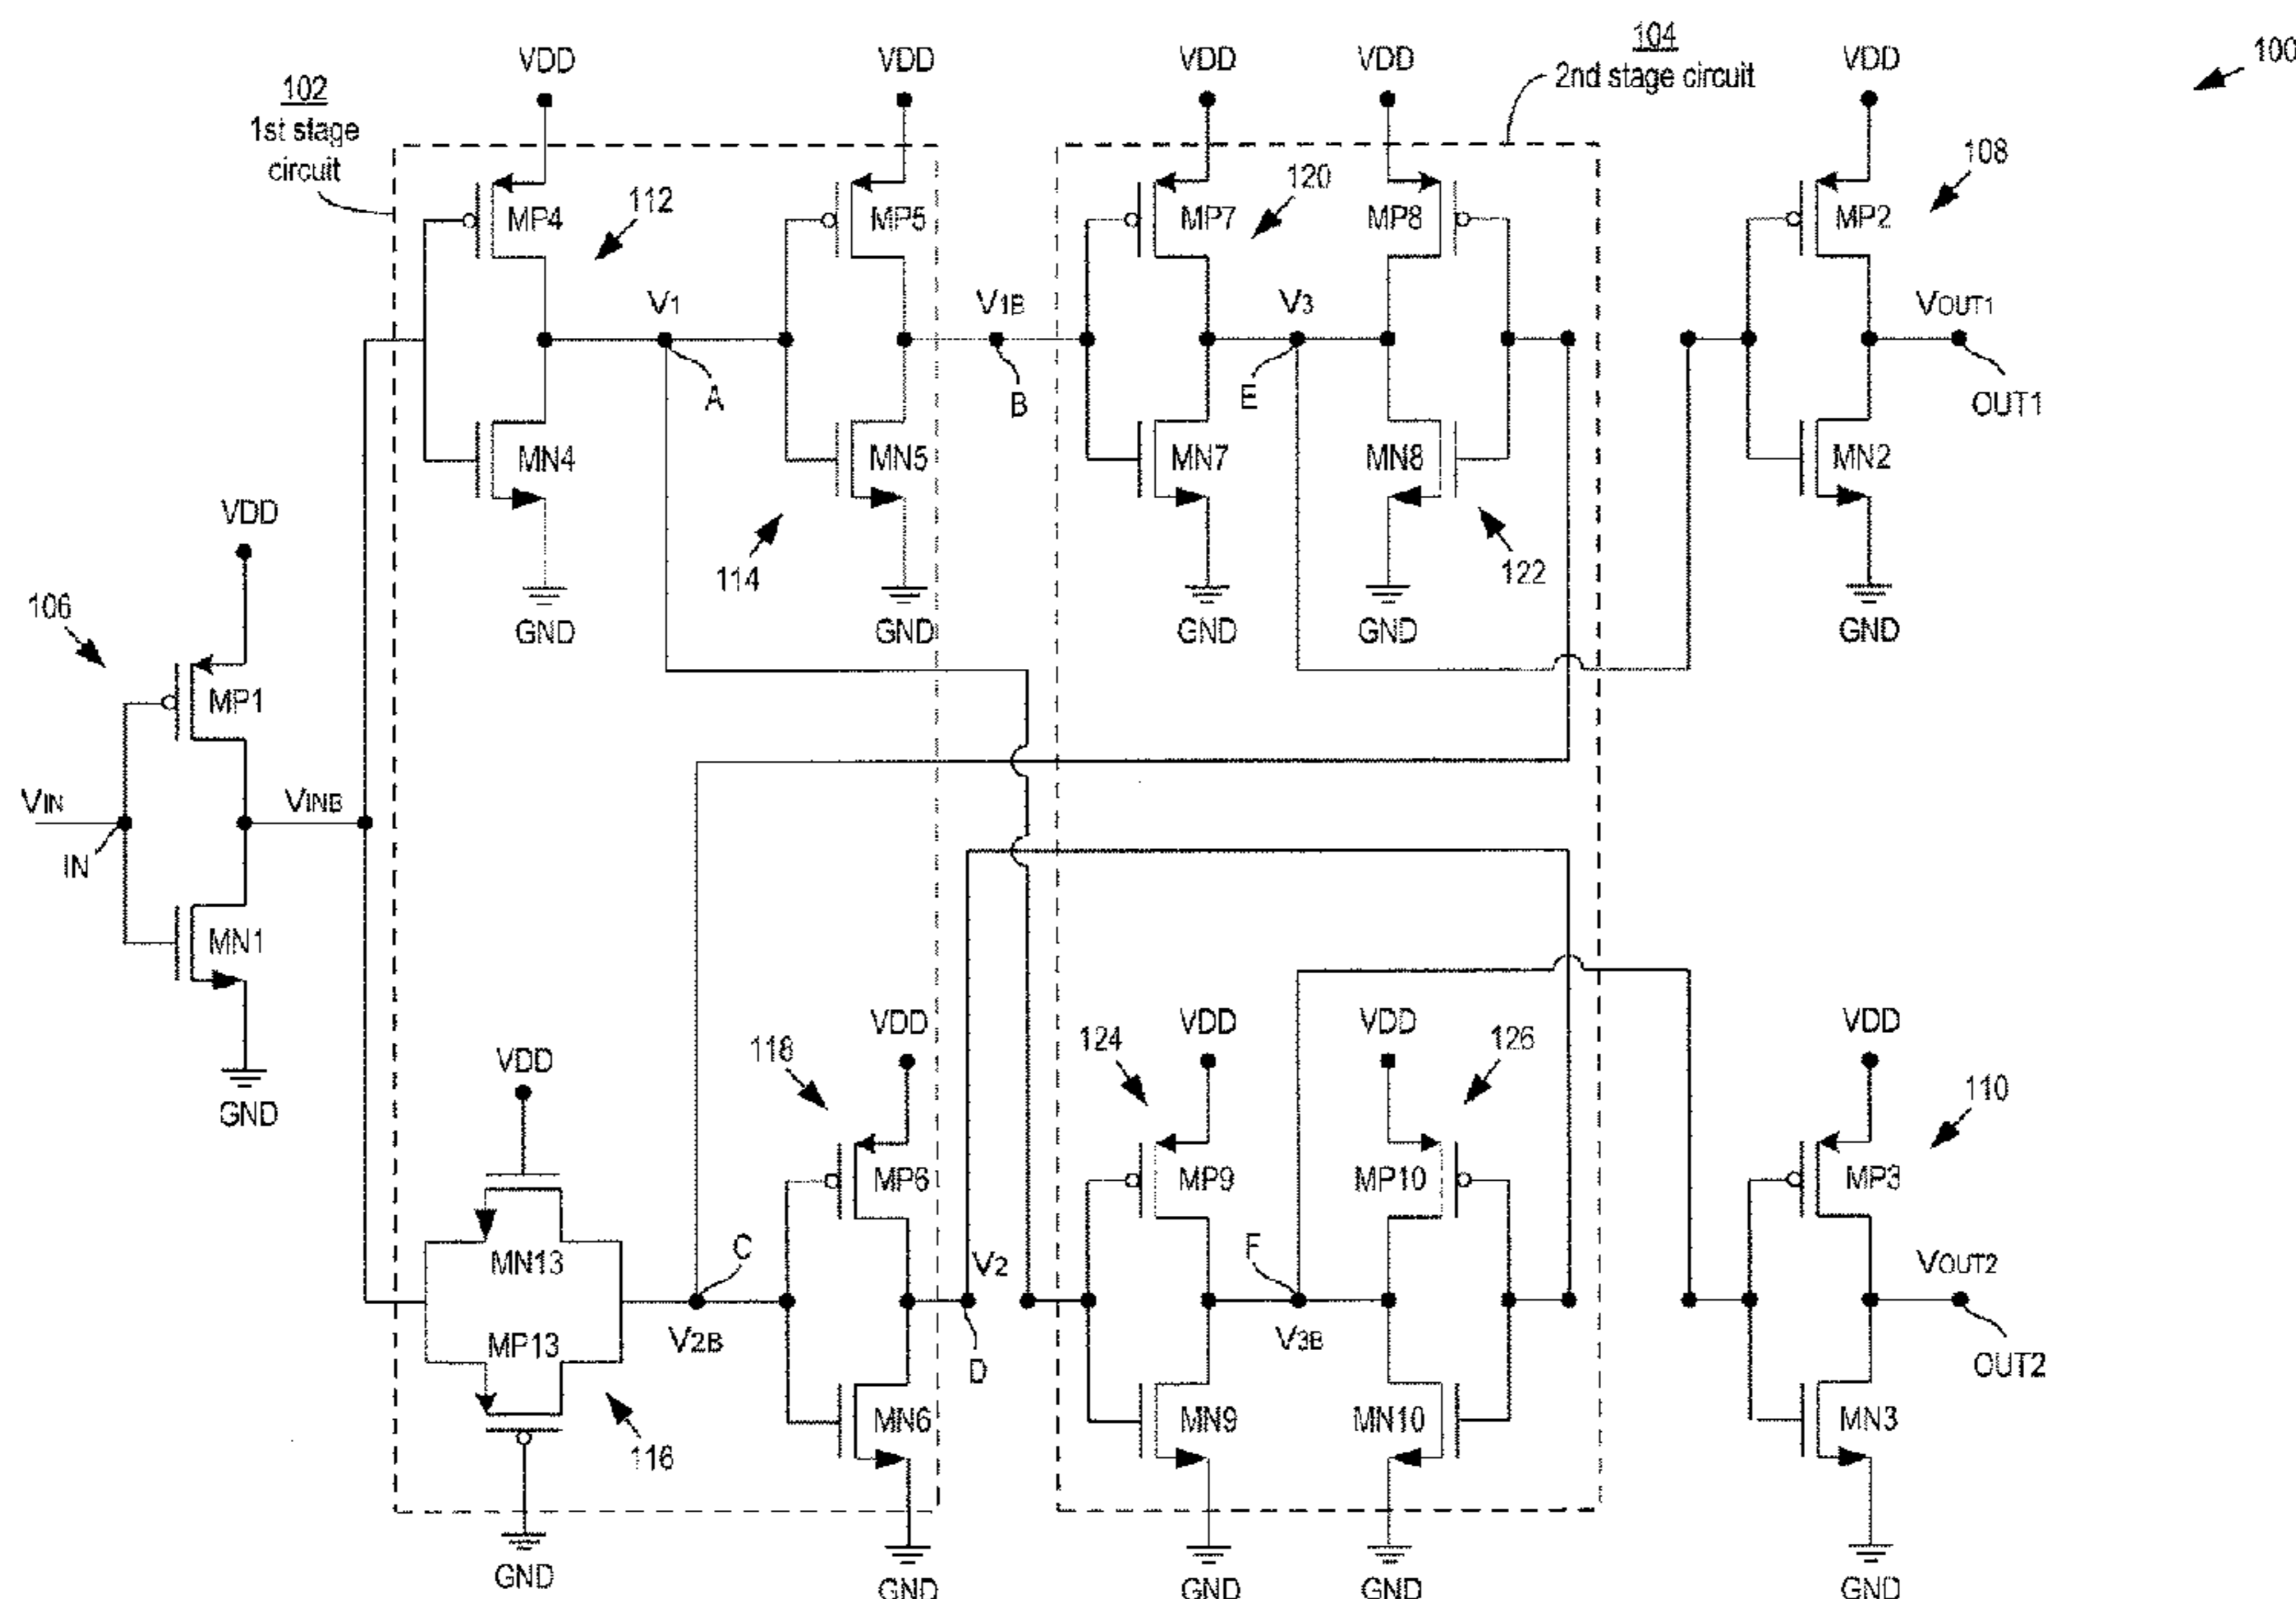 100
102
1st stage
circuit
104
2nd stage circuit
VDD
VDD
VDD
VDD
VDD
MP4
112
MP5
MP7
120
MP8
MP2
108
V1
V1B
V3
VOUT1
A
B
E
OUT1
MN4
MN5
MN7
MN8
MN2
114
122
GND
GND
GND
GND
GND
VDD
106
MP1
VIN
VINB
IN
MN1
GND
VDD
VDD
VDD
VDD
VDD
118
124
126
110
MP6
MP9
MP10
MP3
MN13
C
V2
F
VOUT2
MP13
V2B
D
V3B
OUT2
MN6
MN9
MN10
MN3
116
GND
GND
GND
GND
GND